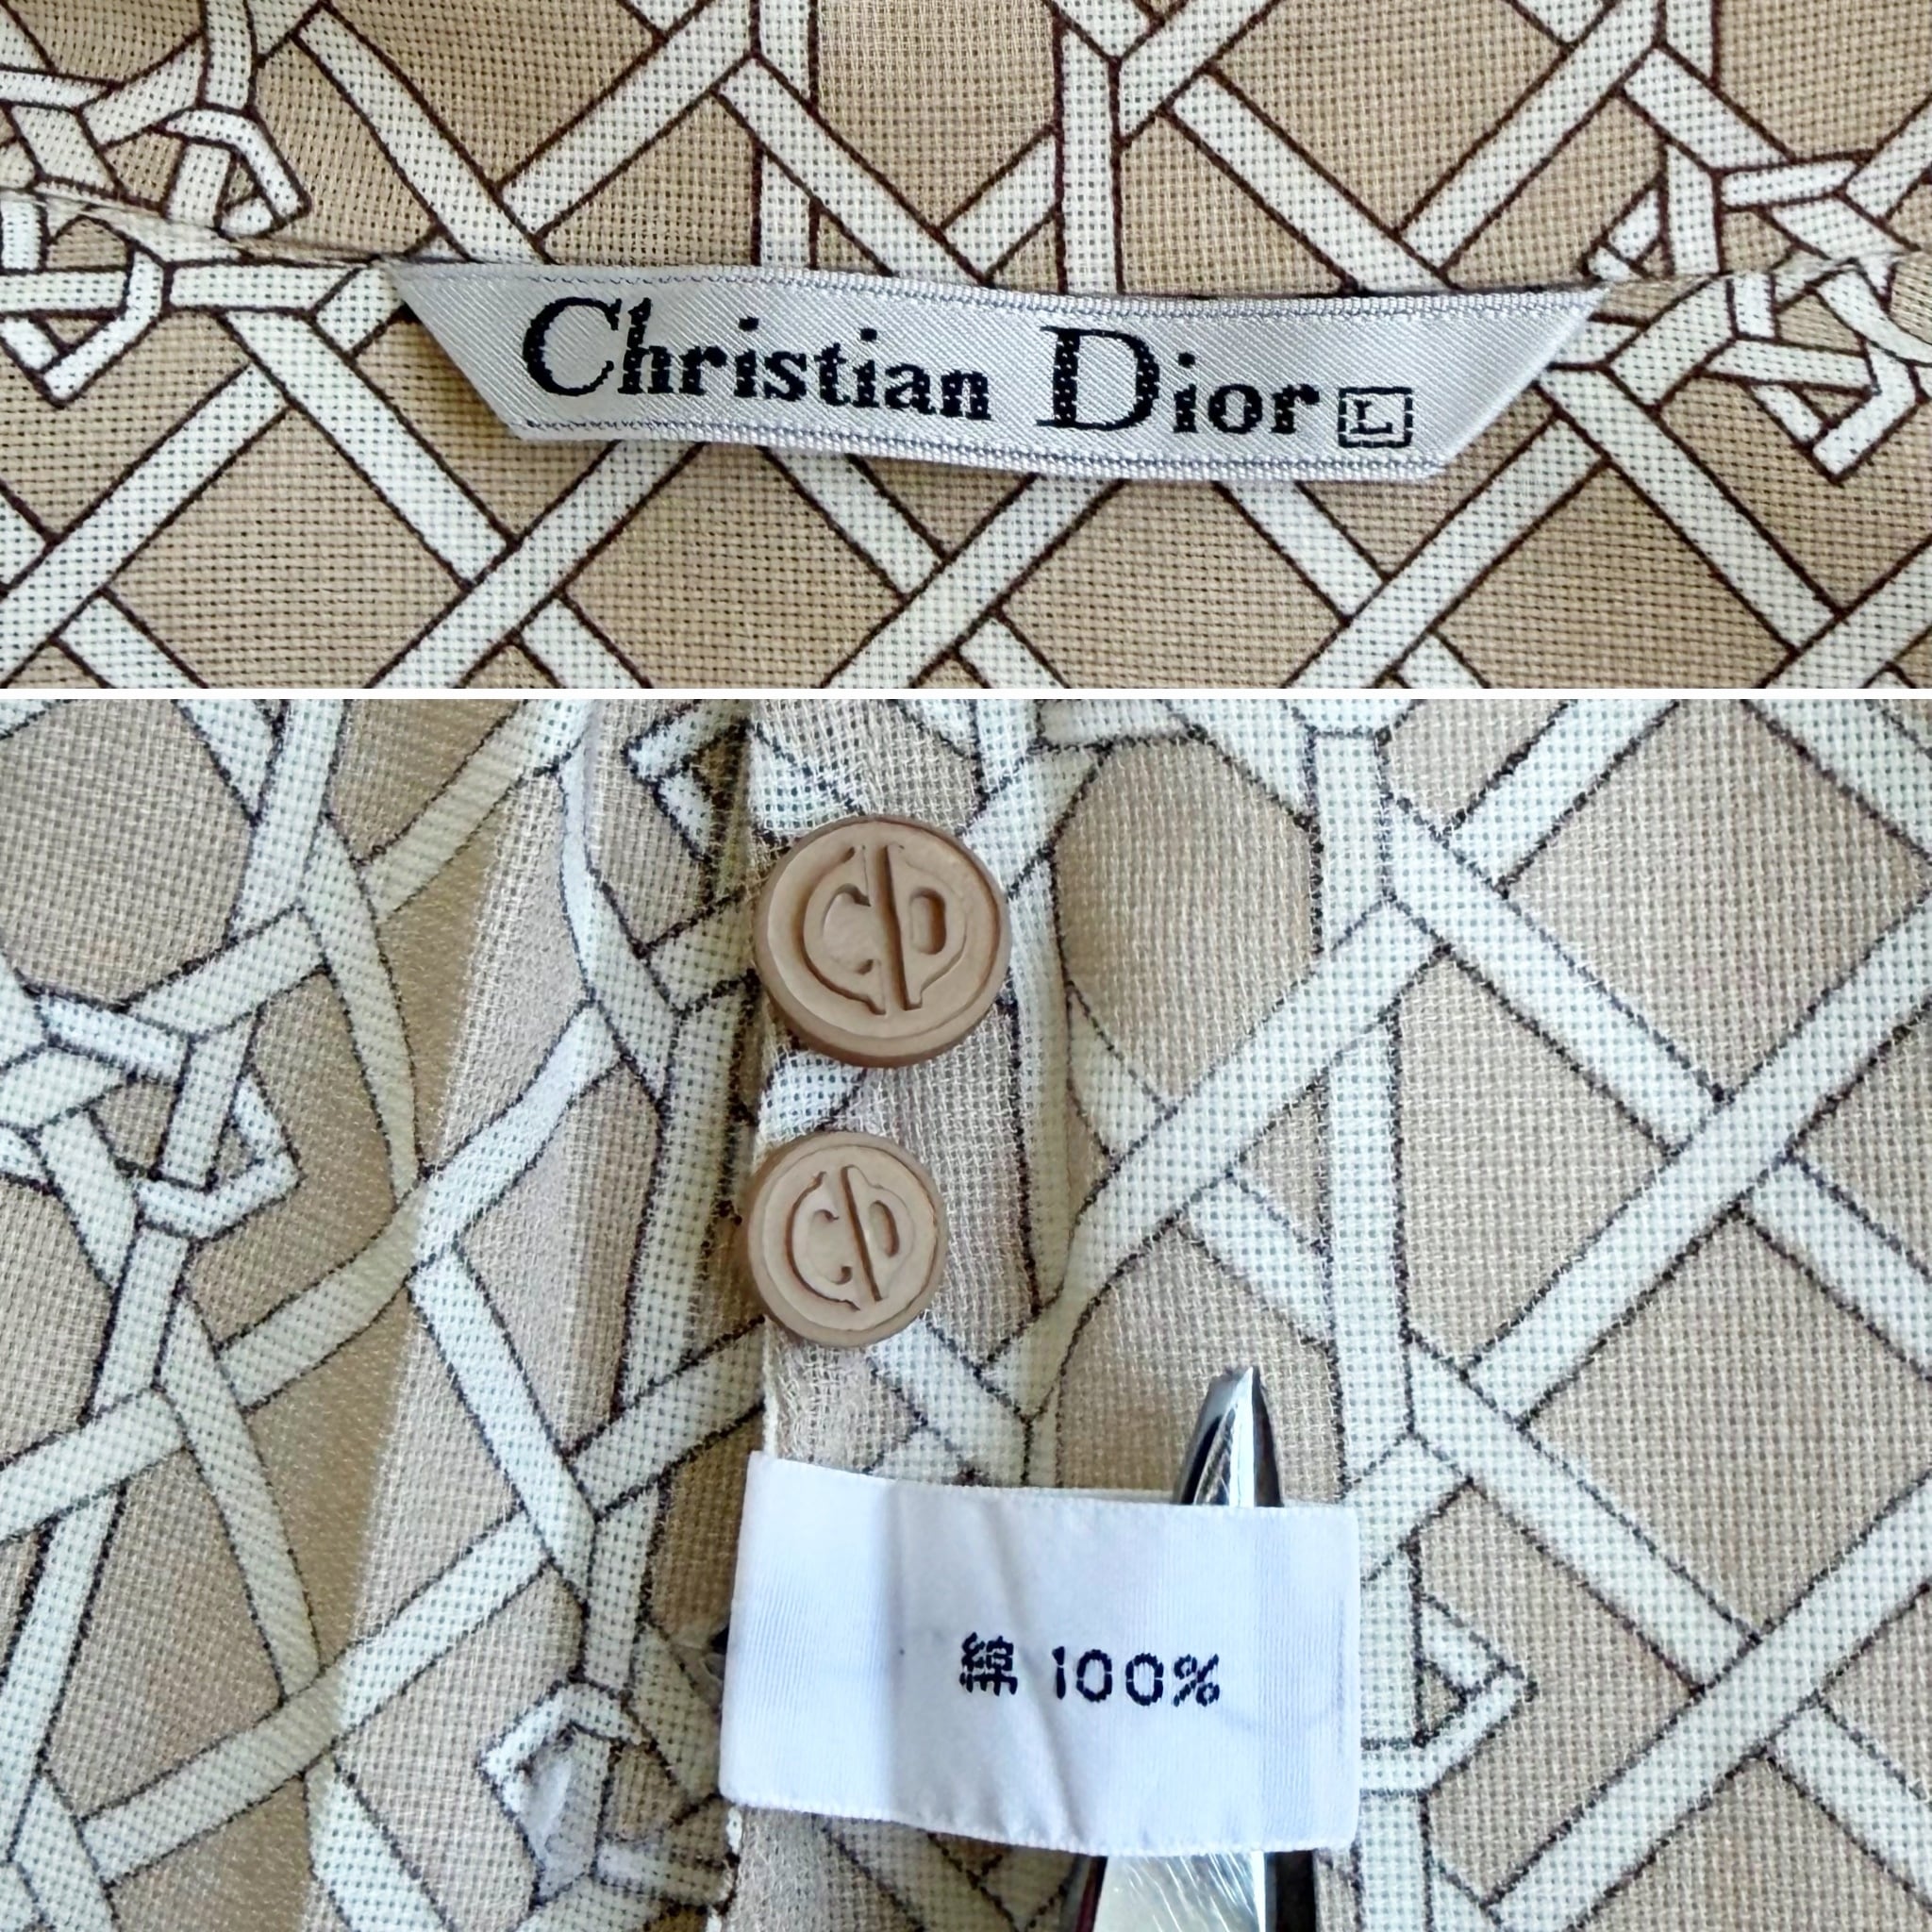 Christian Dior L
CD
CD
綿 100%